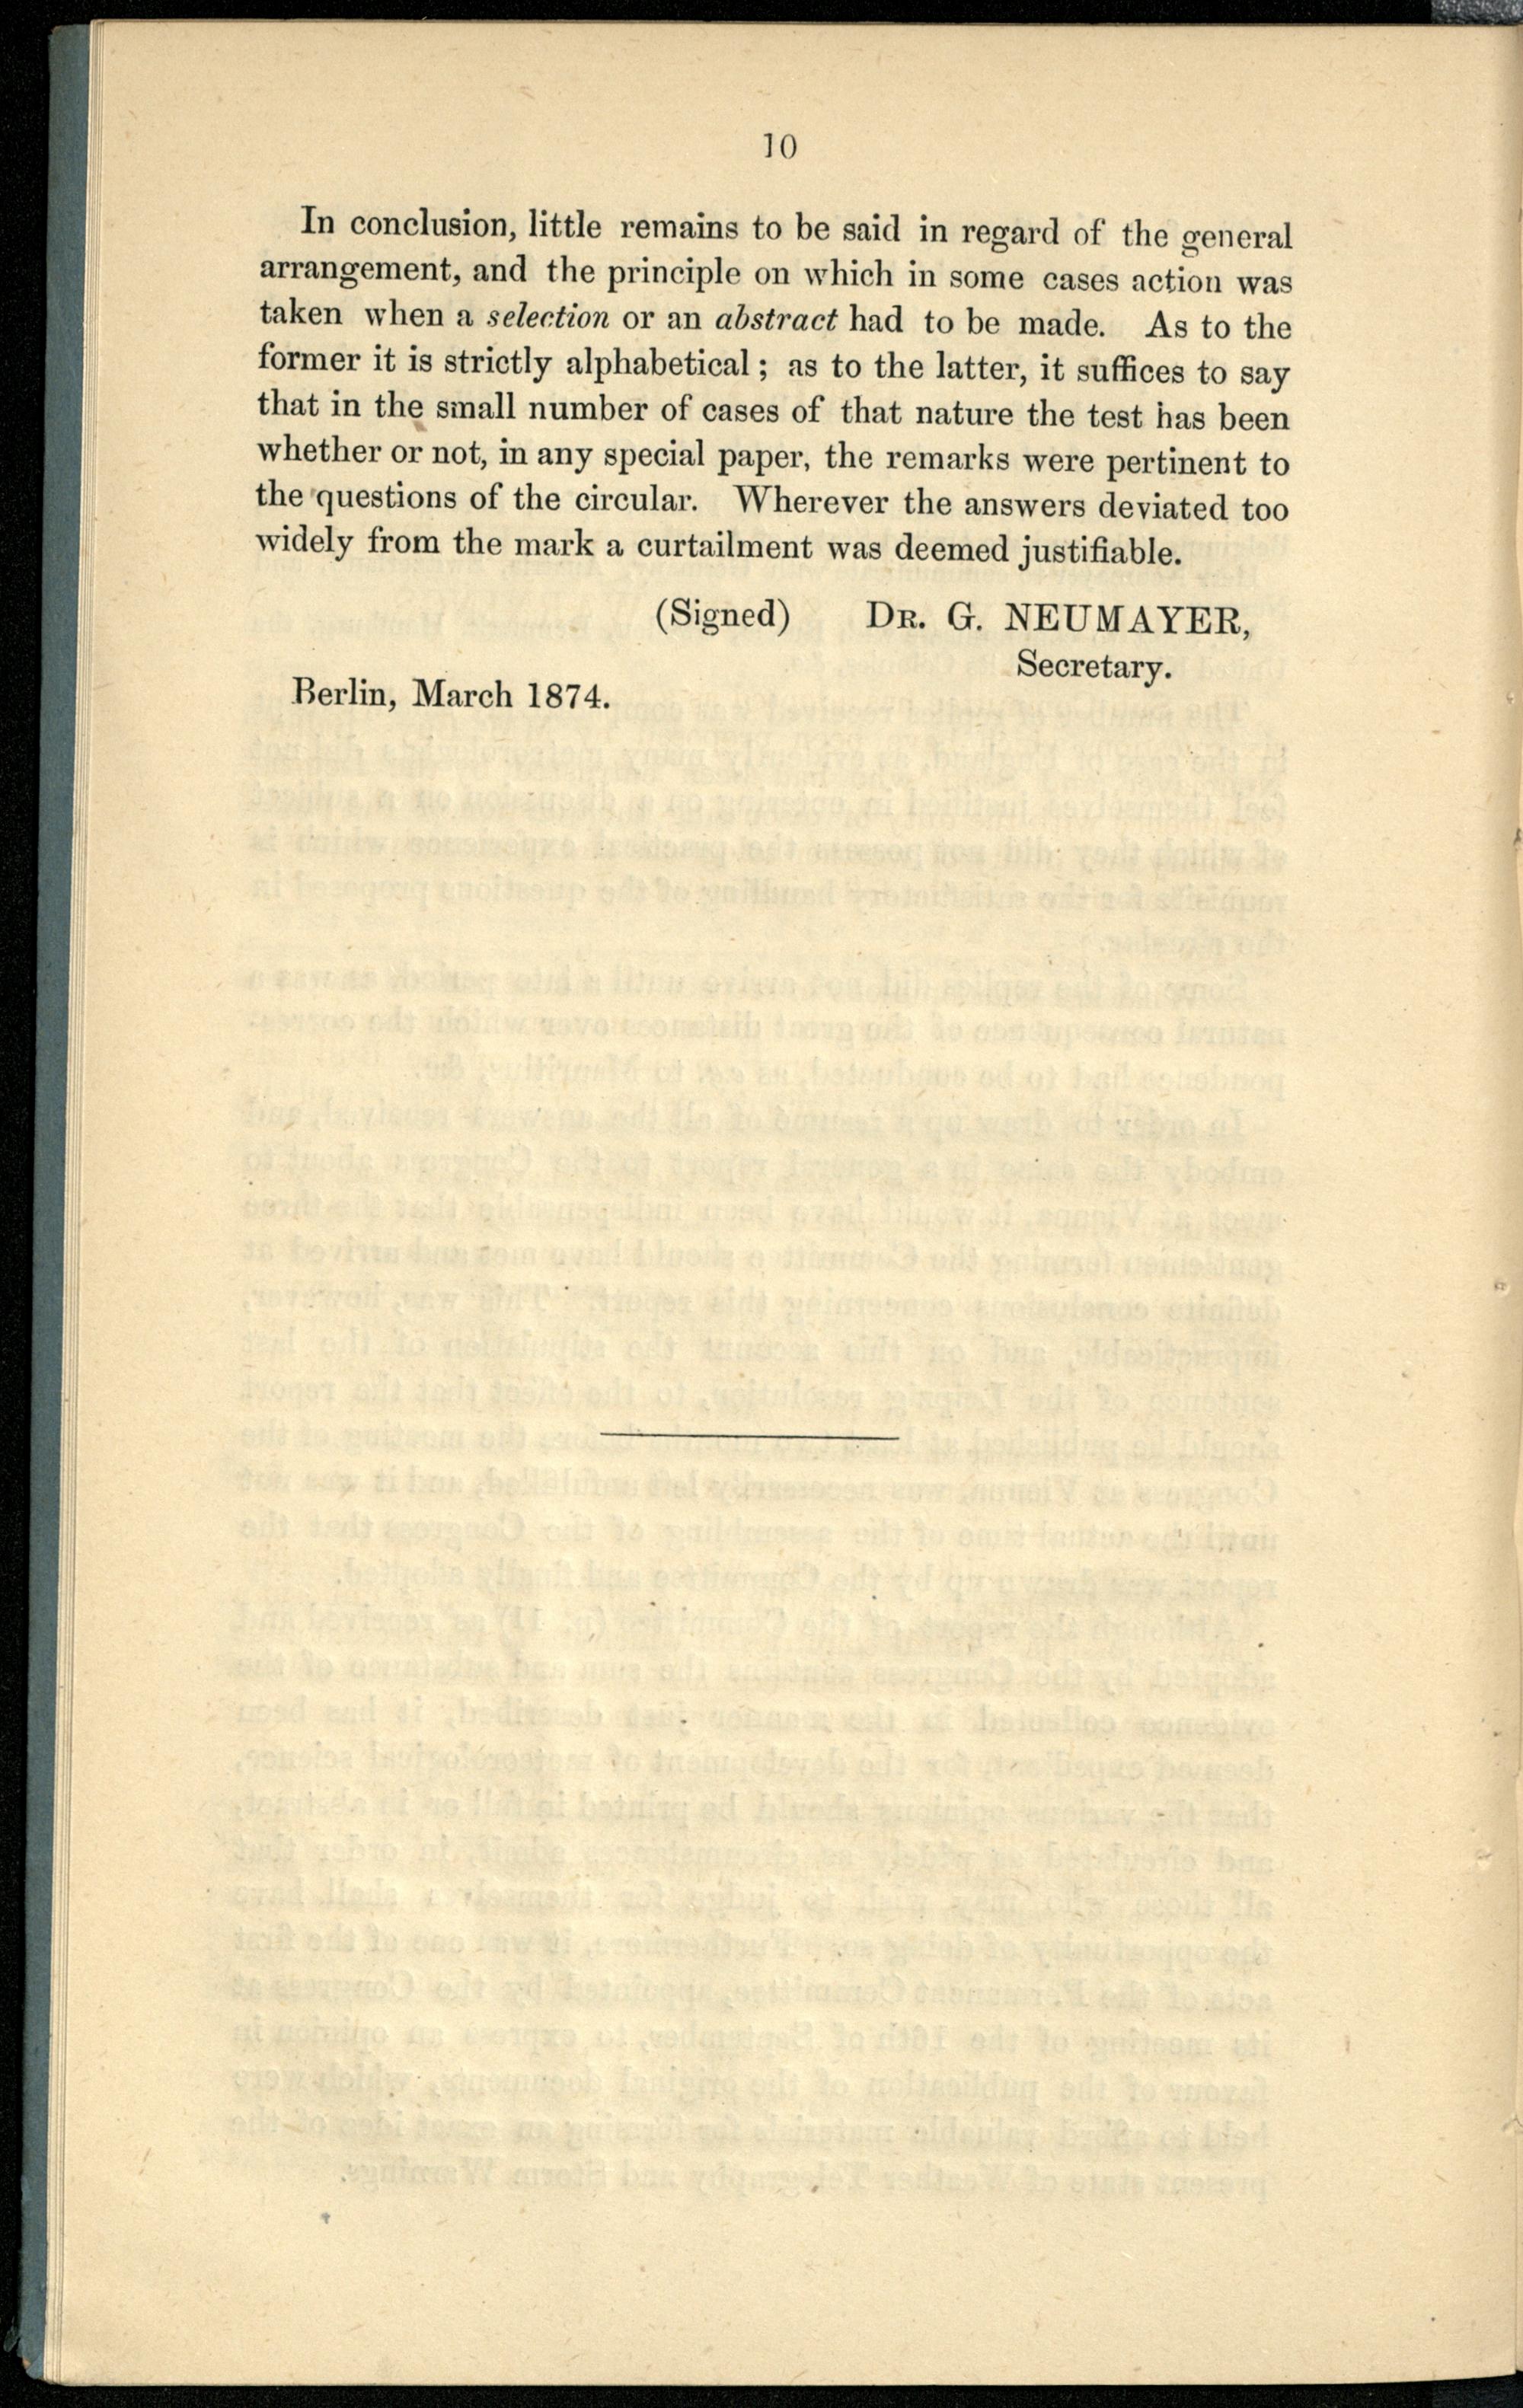 10
In conclusion, little remains to be said in regard of the general
arrangement, and the principle on which in some cases action was
taken when a selection or an abstract had to be made. As to the
former it is strictly alphabetical; as to the latter, it suffices to say
that in the small number of cases of that nature the test has been
whether or not, in any special paper, the remarks were pertinent to
the questions of the circular. Wherever the answers deviated too
widely from the mark a curtailment was deemed justifiable.
(Signed) DR. G. NEUMAYER,
Secretary.
Berlin, March 1874.